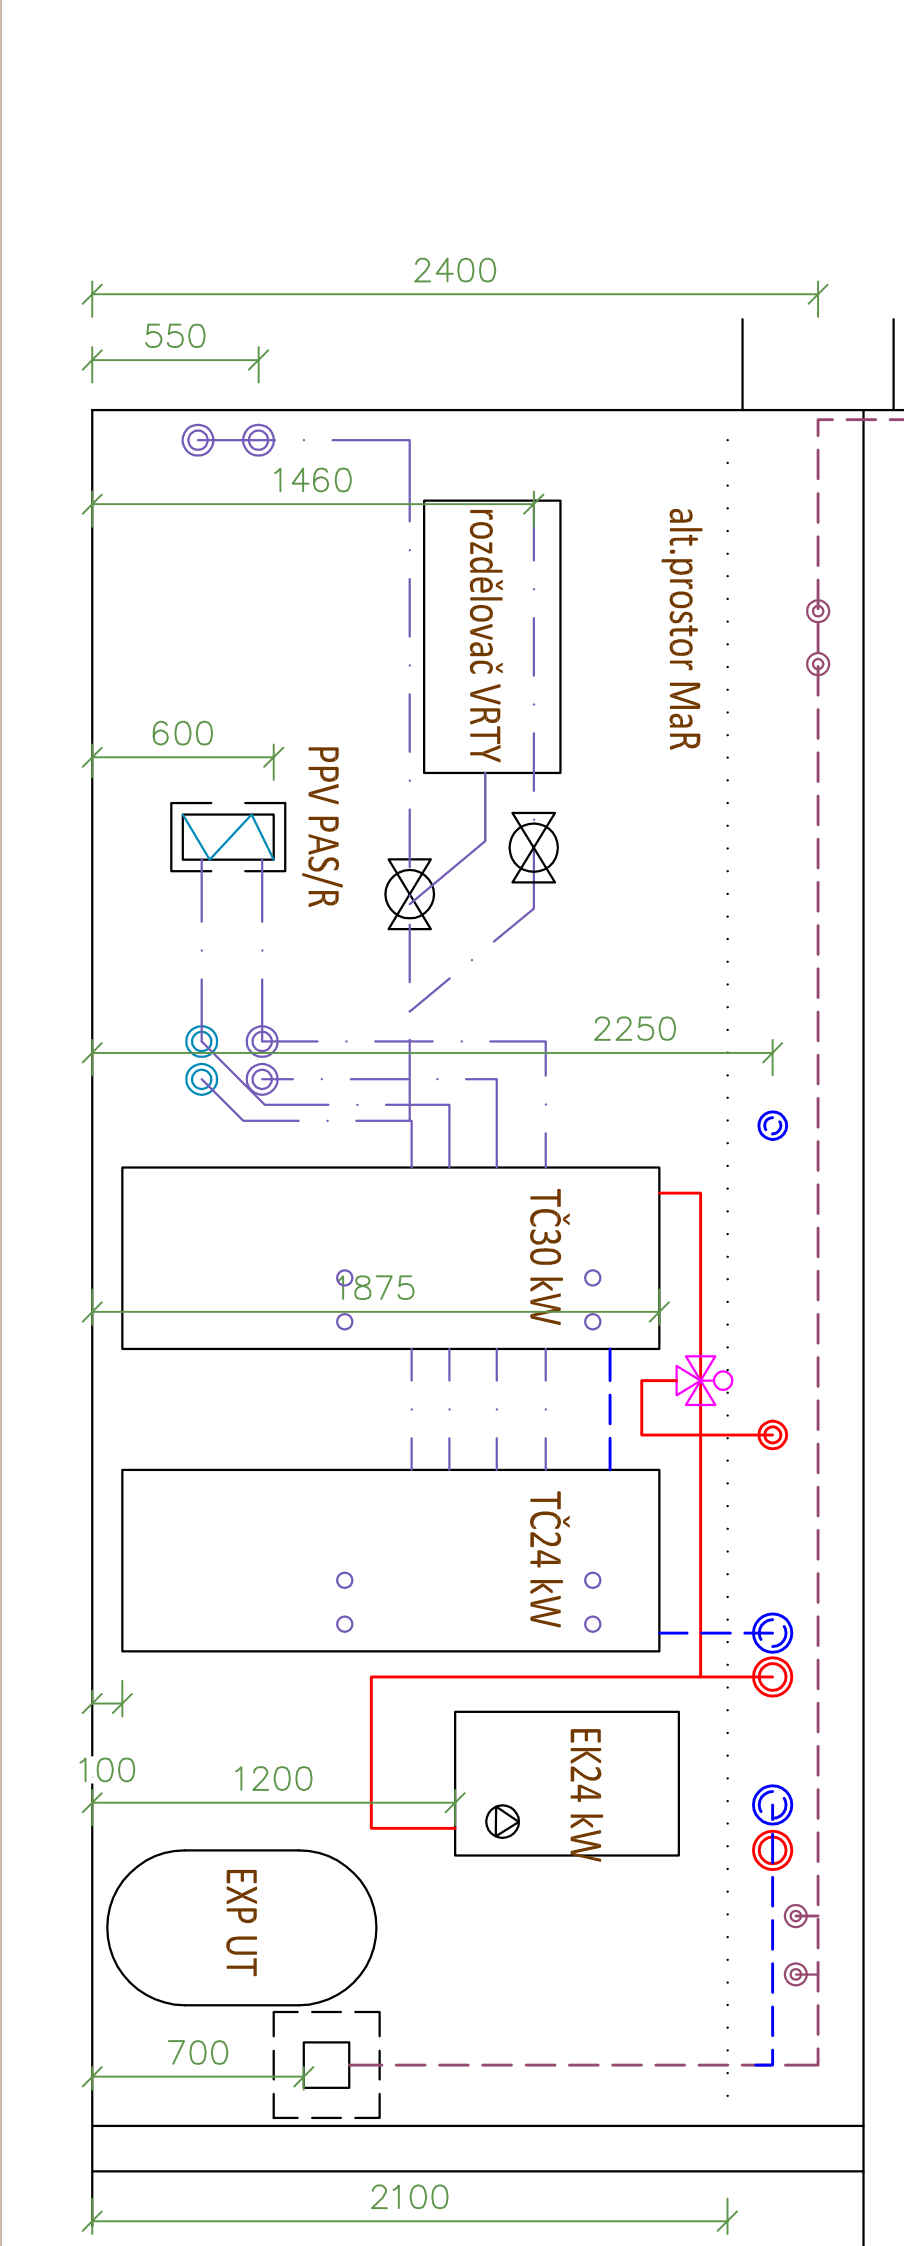 2400
550
1460
rozdělovač VRTY
alt.prostor MaR
600
PPV PAS/R
2250
TČ30 kW
1875
TČ24 kW
100
1200
EK24 kW
EXP UT
700
2100